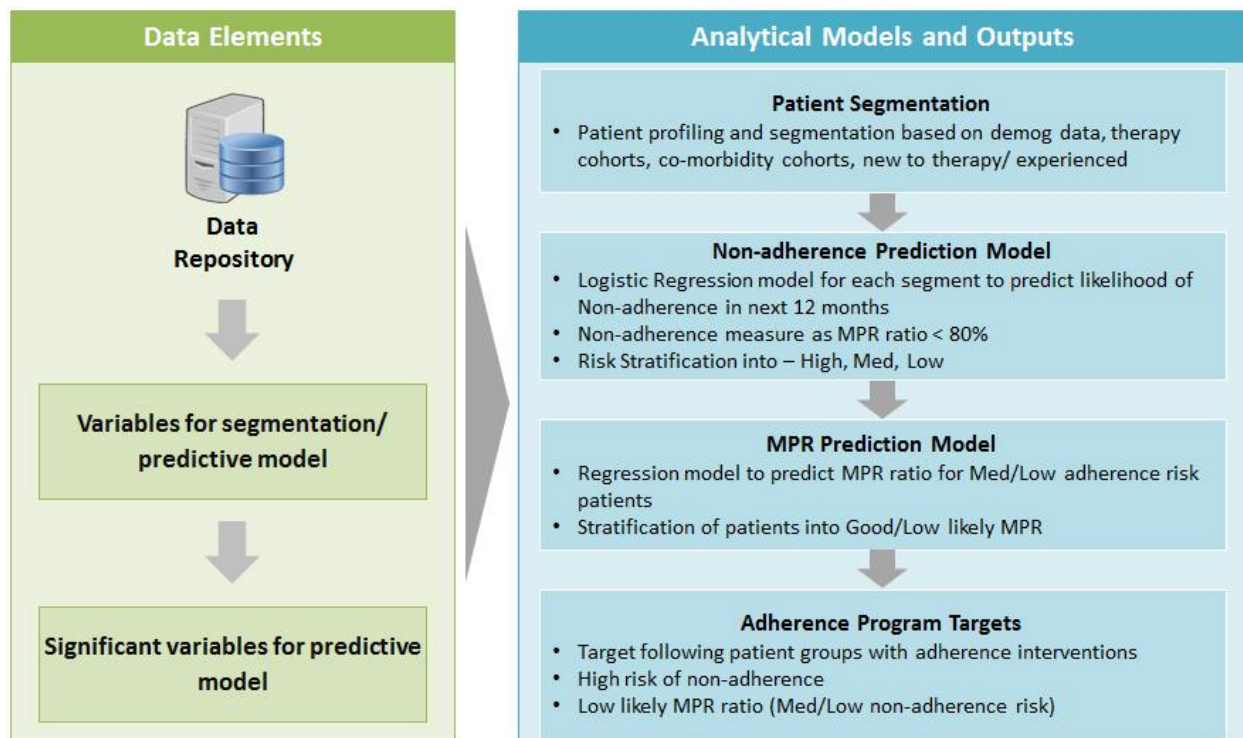 Data Elements
Data
Repository
Variables for segmentation/
predictive model
Significant variables for predictive
model
Analytical Models and Outputs
Patient Segmentation
• Patient profiling and segmentation based on demog data, therapy
cohorts, co-morbidity cohorts, new to therapy/ experienced
Non-adherence Prediction Model
• Logistic Regression model for each segment to predict likelihood of
Non-adherence in next 12 months
• Non-adherence measure as MPR ratio < 80%
• Risk Stratification into – High, Med, Low
MPR Prediction Model
• Regression model to predict MPR ratio for Med/Low adherence risk
patients
• Stratification of patients into Good/Low likely MPR
Adherence Program Targets
• Target following patient groups with adherence interventions
• High risk of non-adherence
• Low likely MPR ratio (Med/Low non-adherence risk)